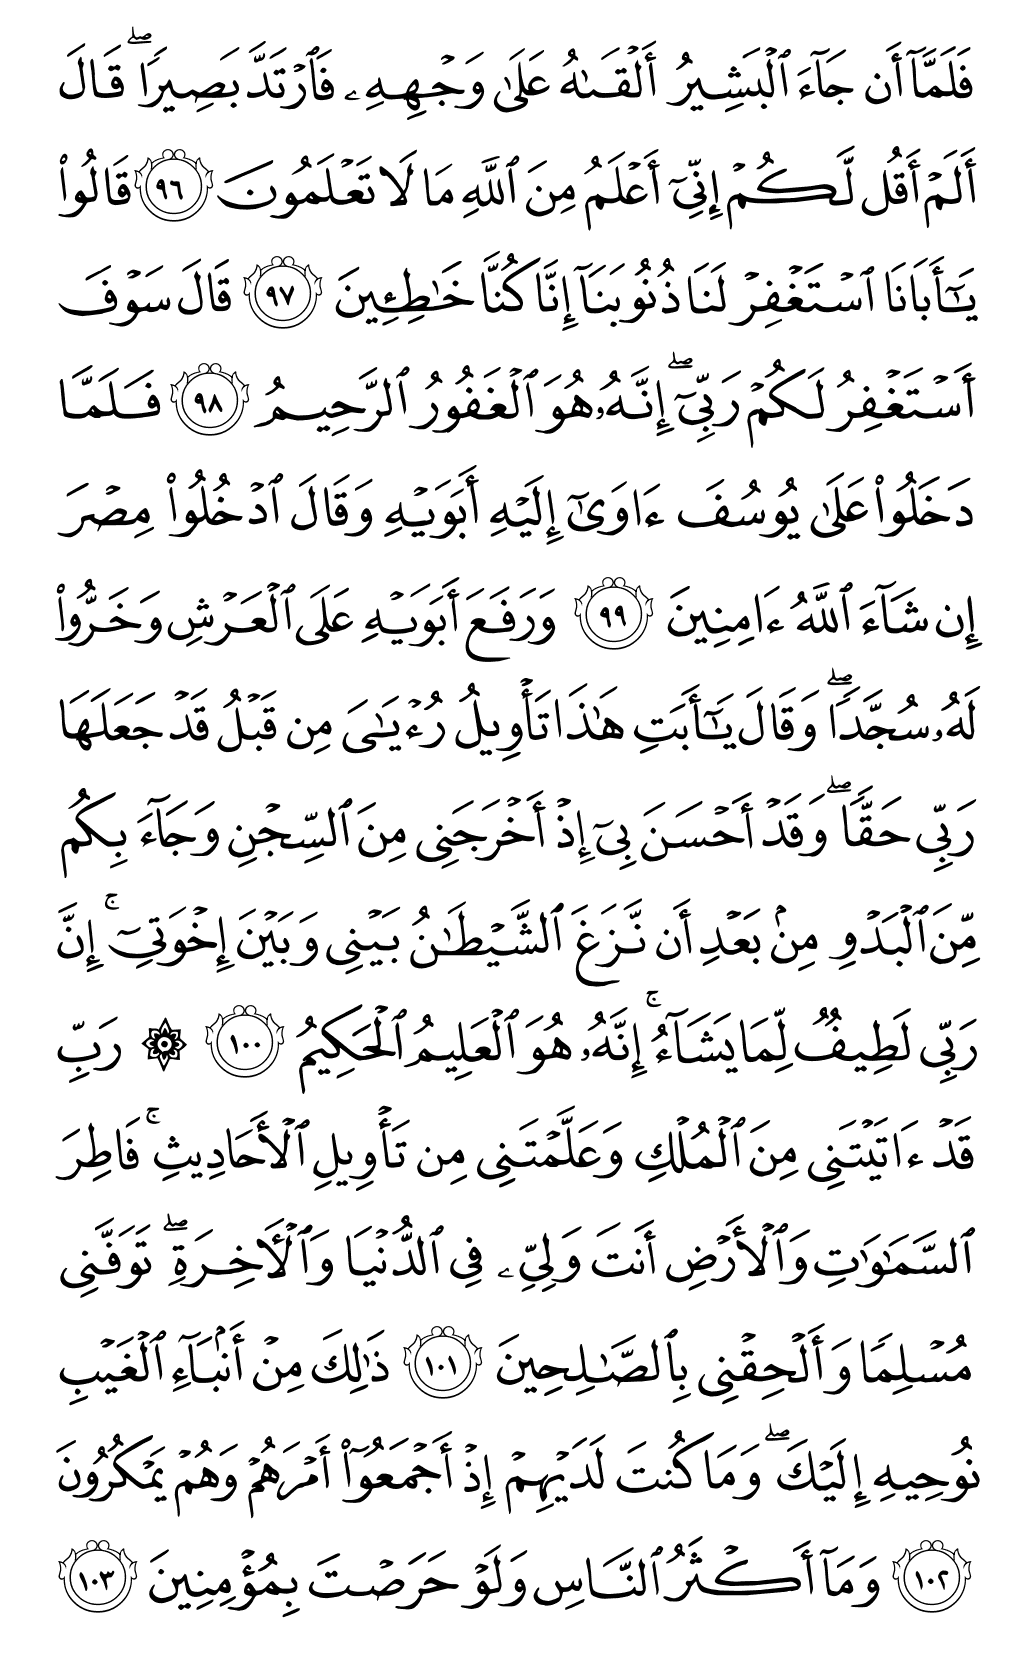 فَلَمَّآ أَن جَآءَ ٱلْبَشِيرُ أَلْقَىٰهُ عَلَىٰ وَجْهِهِۦ فَٱرْتَدَّ بَصِيرًا ۖ قَالَ
أَلَمْ أَقُل لَّكُمْ إِنِّىٓ أَعْلَمُ مِنَ ٱللَّهِ مَا لَا تَعْلَمُونَ ٩٦ قَالُوا۟
يَـٰٓأَبَانَا ٱسْتَغْفِرْ لَنَا ذُنُوبَنَآ إِنَّا كُنَّا خَـٰطِـِٔينَ ٩٧ قَالَ سَوْفَ
أَسْتَغْفِرُ لَكُمْ رَبِّىٓ ۖ إِنَّهُۥ هُوَ ٱلْغَفُورُ ٱلرَّحِيمُ ٩٨ فَلَمَّا
دَخَلُوا۟ عَلَىٰ يُوسُفَ ءَاوَىٰٓ إِلَيْهِ أَبَوَيْهِ وَقَالَ ٱدْخُلُوا۟ مِصْرَ
إِن شَآءَ ٱللَّهُ ءَامِنِينَ ٩٩ وَرَفَعَ أَبَوَيْهِ عَلَى ٱلْعَرْشِ وَخَرُّوا۟
لَهُۥ سُجَّدًا ۖ وَقَالَ يَـٰٓأَبَتِ هَـٰذَا تَأْوِيلُ رُءْيَـٰىَ مِن قَبْلُ قَدْ جَعَلَهَا
رَبِّى حَقًّا ۖ وَقَدْ أَحْسَنَ بِىٓ إِذْ أَخْرَجَنِى مِنَ ٱلسِّجْنِ وَجَآءَ بِكُم
مِّنَ ٱلْبَدْوِ مِنۢ بَعْدِ أَن نَّزَغَ ٱلشَّيْطَـٰنُ بَيْنِى وَبَيْنَ إِخْوَتِىٓ ۚ إِنَّ
رَبِّى لَطِيفٌ لِّمَا يَشَآءُ ۚ إِنَّهُۥ هُوَ ٱلْعَلِيمُ ٱلْحَكِيمُ ١٠٠ ۞ رَبِّ
قَدْ ءَاتَيْتَنِى مِنَ ٱلْمُلْكِ وَعَلَّمْتَنِى مِن تَأْوِيلِ ٱلْأَحَادِيثِ ۚ فَاطِرَ
ٱلسَّمَـٰوَٰتِ وَٱلْأَرْضِ أَنتَ وَلِىِّۦ فِى ٱلدُّنْيَا وَٱلْـَٔاخِرَةِ ۖ تَوَفَّنِى
مُسْلِمًا وَأَلْحِقْنِى بِٱلصَّـٰلِحِينَ ١٠١ ذَٰلِكَ مِنْ أَنۢبَآءِ ٱلْغَيْبِ
نُوحِيهِ إِلَيْكَ ۖ وَمَا كُنتَ لَدَيْهِمْ إِذْ أَجْمَعُوٓا۟ أَمْرَهُمْ وَهُمْ يَمْكُرُونَ
١٠٢ وَمَآ أَكْثَرُ ٱلنَّاسِ وَلَوْ حَرَصْتَ بِمُؤْمِنِينَ ١٠٣